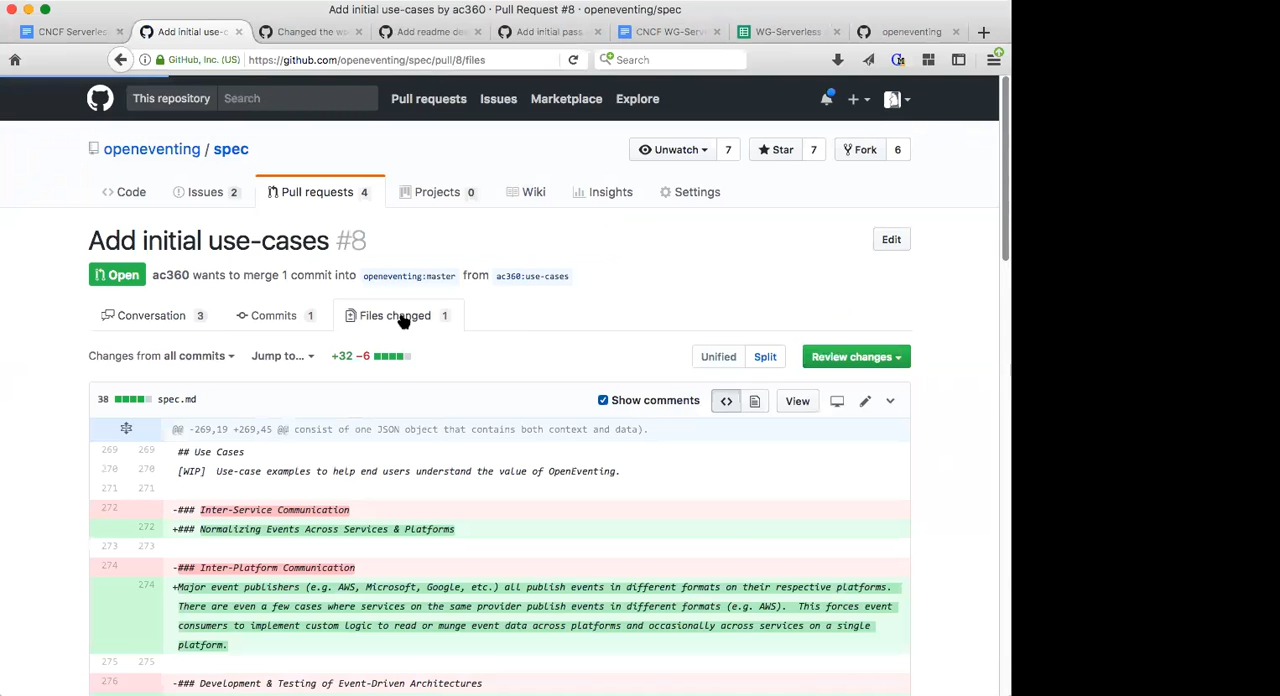 Add initial use-cases by ac360 · Pull Request #8 · openeventing/spec
CNCF Serverles × Add initial use-c × Changed the wo × Add readme de × Add initial pass × CNCF WG-Serv × WG-Serverless × openeventing × +
GitHub, Inc. (US) https://github.com/openeventing/spec/pull/8/files Search
This repository Search Pull requests Issues Marketplace Explore
openeventing / spec Unwatch 7 Star 7 Fork 6
Code Issues 2 Pull requests 4 Projects 0 Wiki Insights Settings
Add initial use-cases #8 Edit
Open ac360 wants to merge 1 commit into openeventing:master from ac360:use-cases
Conversation 3 Commits 1 Files changed 1
Changes from all commits Jump to... +32 −6 Unified Split Review changes
38 spec.md Show comments <> View
@@ -269,19 +269,45 @@ consist of one JSON object that contains both context and data).
269 269 ## Use Cases
270 270 [WIP] Use-case examples to help end users understand the value of OpenEventing.
271 271
272 -### Inter-Service Communication
272 +### Normalizing Events Across Services & Platforms
273 273
274 -### Inter-Platform Communication
274 +Major event publishers (e.g. AWS, Microsoft, Google, etc.) all publish events in different formats on their respective platforms.
There are even a few cases where services on the same provider publish events in different formats (e.g. AWS). This forces event
consumers to implement custom logic to read or munge event data across platforms and occasionally across services on a single
platform.
275 275
276 -### Development & Testing of Event-Driven Architectures